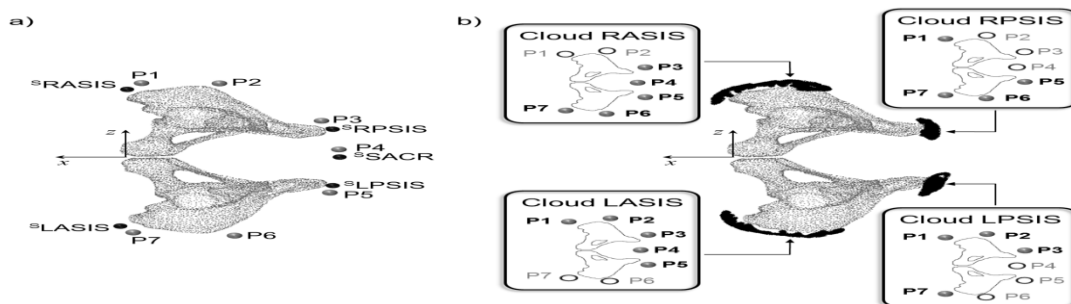 a)
P1
P2
ˢRASIS
P3
ˢRPSIS
z
P4
x
ˢSACR
ˢLPSIS
P5
ˢLASIS
P7
P6
b)
Cloud RASIS
P1
P2
P3
P4
P5
P7
P6
Cloud RPSIS
P1
P2
P3
P4
P5
P7
P6
z
x
Cloud LASIS
P1
P2
P3
P4
P5
P7
P6
Cloud LPSIS
P1
P2
P3
P4
P5
P7
P6